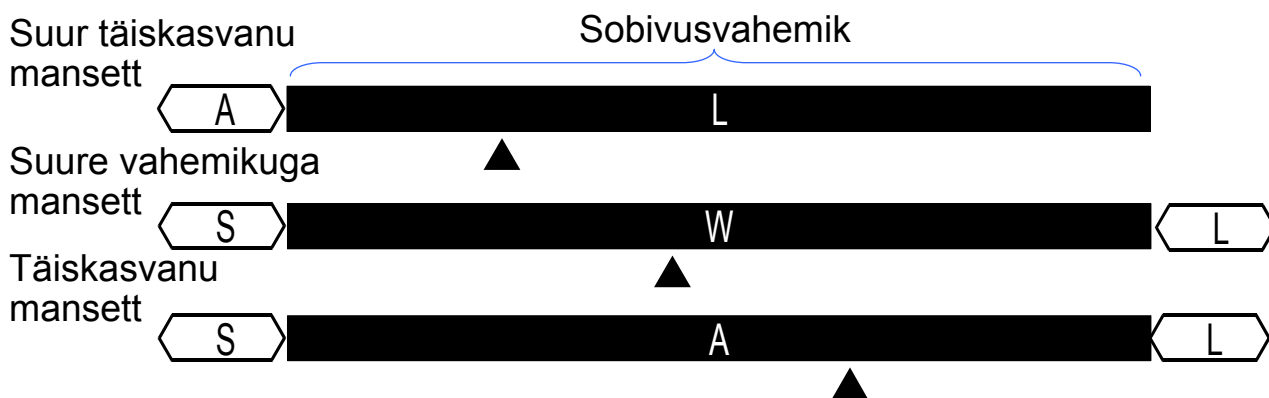 Suur täiskasvanu
mansett
Sobivusvahemik
A L
Suure vahemikuga
mansett
S W L
Täiskasvanu
mansett
S A L